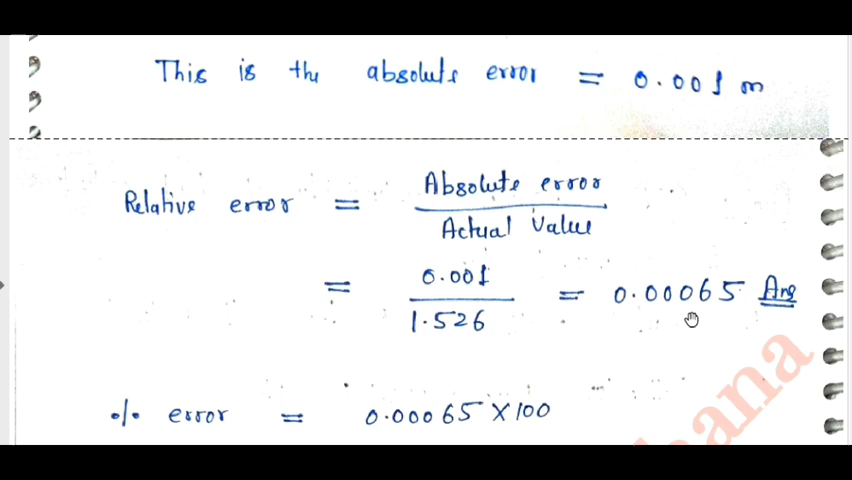 This is the absolute error = 0.001 m
Relative error = Absolute error / Actual Value
= 0.001 / 1.526 = 0.00065 Ans
% error = 0.00065 × 100